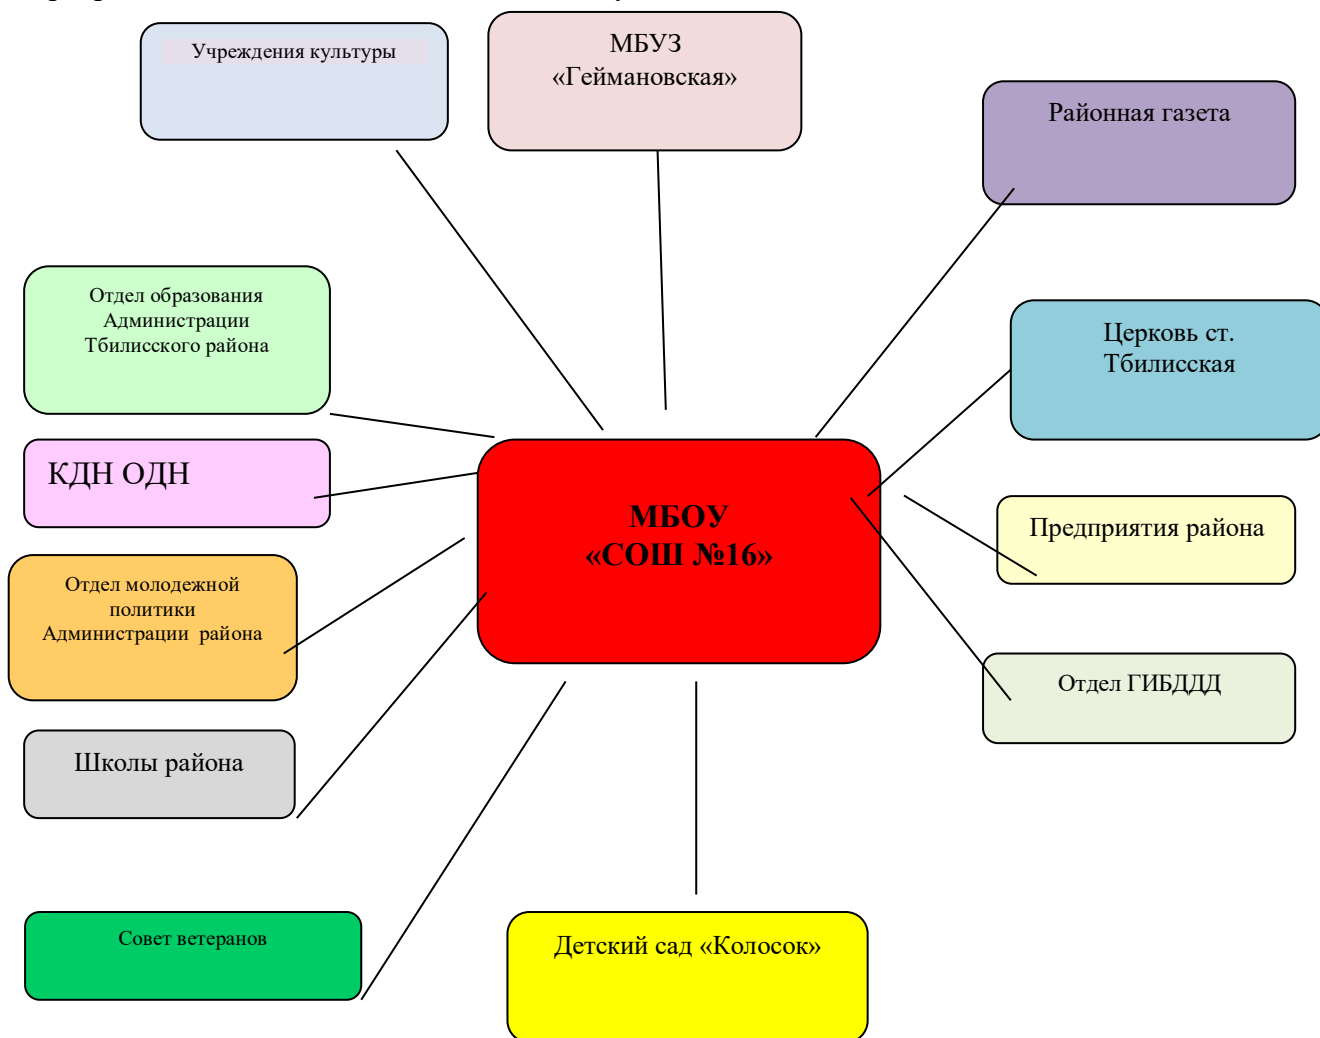 Учреждения культуры
МБУЗ
«Геймановская»
Районная газета
Отдел образования
Администрации
Тбилисского района
Церковь ст.
Тбилисская
КДН ОДН
МБОУ
«СОШ №16»
Предприятия района
Отдел молодежной
политики
Администрации района
Отдел ГИБДДД
Школы района
Совет ветеранов
Детский сад «Колосок»